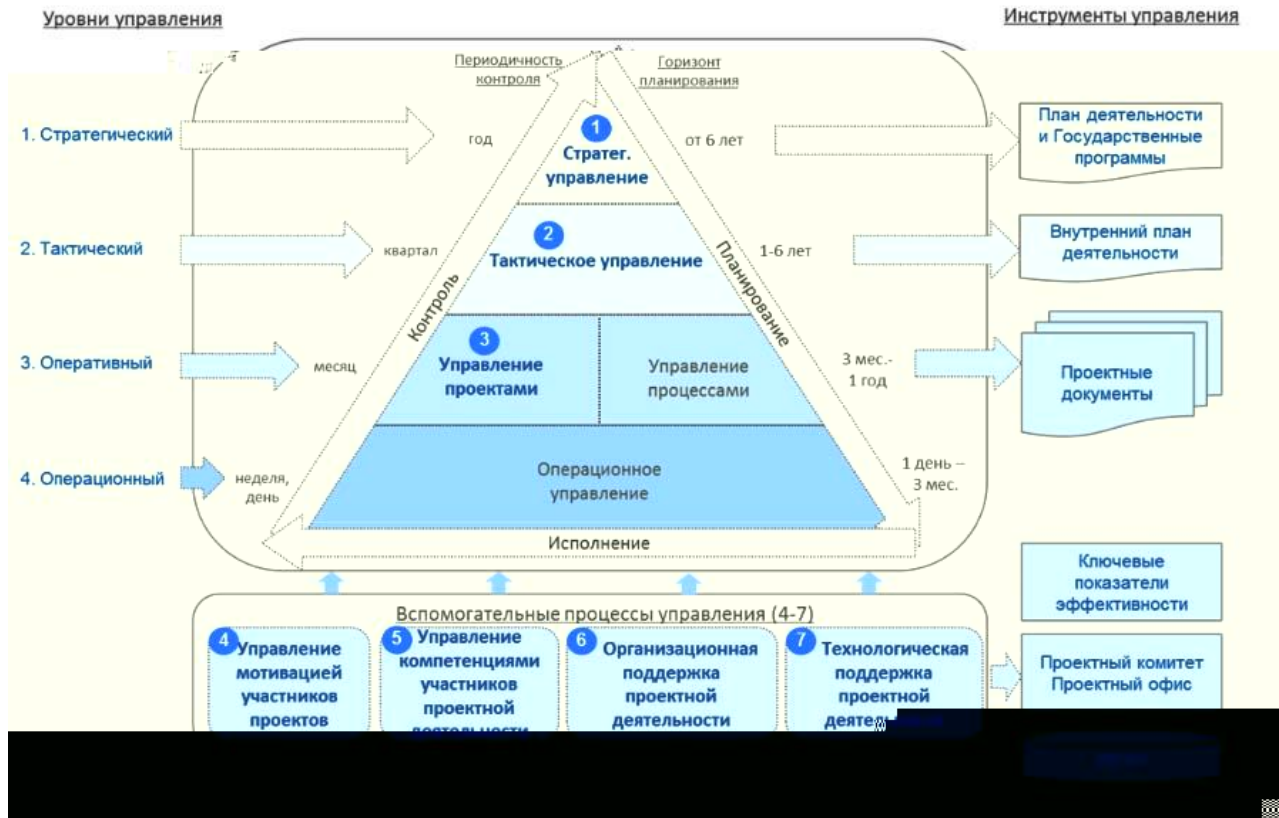 Уровни управления
Инструменты управления
Периодичность
контроля
Горизонт
планирования
1. Стратегический
год
1
Стратег.
управление
от 6 лет
План деятельности
и Государственные
программы
2. Тактический
квартал
2
Тактическое управление
1-6 лет
Внутренний план
деятельности
Контроль
Планирование
3. Оперативный
месяц
3
Управление
проектами
Управление
процессами
3 мес.-
1 год
Проектные
документы
4. Операционный
неделя,
день
Операционное
управление
1 день –
3 мес.
Исполнение
Ключевые
показатели
эффективности
Вспомогательные процессы управления (4-7)
4
Управление
мотивацией
участников
проектов
5
Управление
компетенциями
участников
проектной
деятельности
6
Организационная
поддержка
проектной
деятельности
7
Технологическая
поддержка
проектной
Проектный комитет
Проектный офис